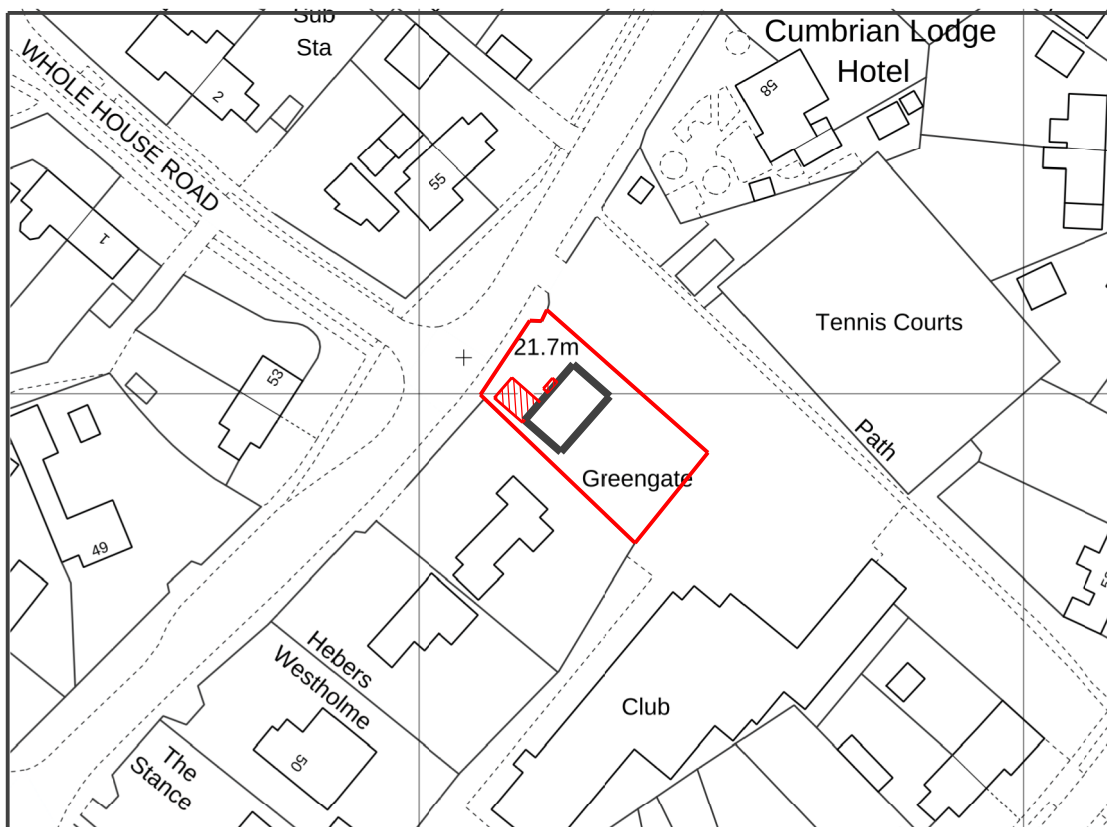 Sub
Sta
Cumbrian Lodge
Hotel
WHOLE HOUSE ROAD
2
58
55
1
21.7m
Tennis Courts
53
Path
Greengate
49
Hebers
Westholme
Club
50
The
Stance